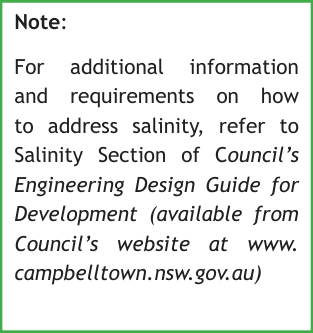 Note:
For additional information
and requirements on how
to address salinity, refer to
Salinity Section of Council’s
Engineering Design Guide for
Development (available from
Council’s website at www.
campbelltown.nsw.gov.au)